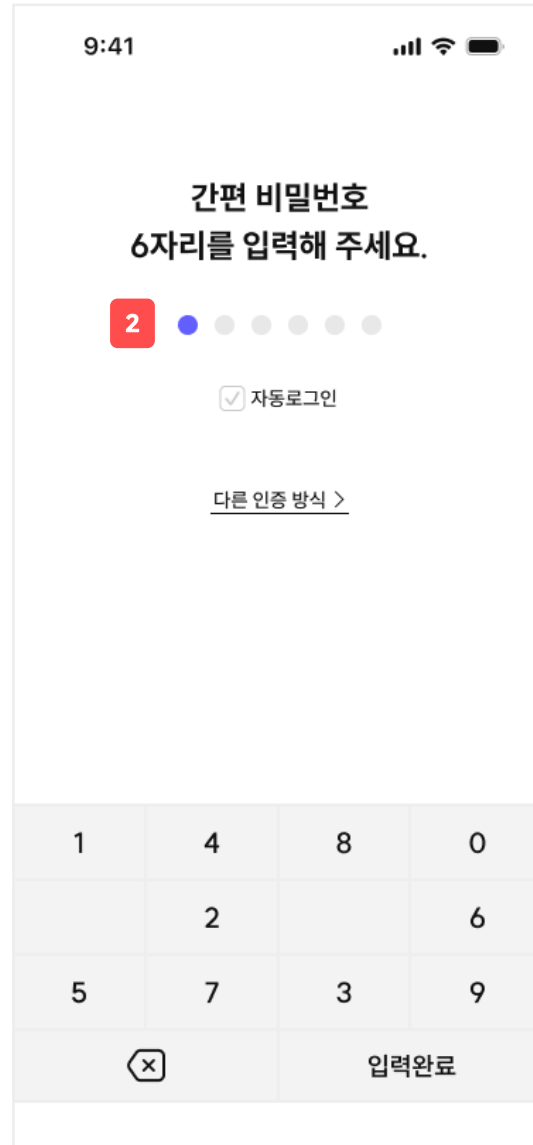 9:41
간편 비밀번호
6자리를 입력해 주세요.
2
자동로그인
다른 인증 방식 >
1 4 8 0
2 6
5 7 3 9
입력완료